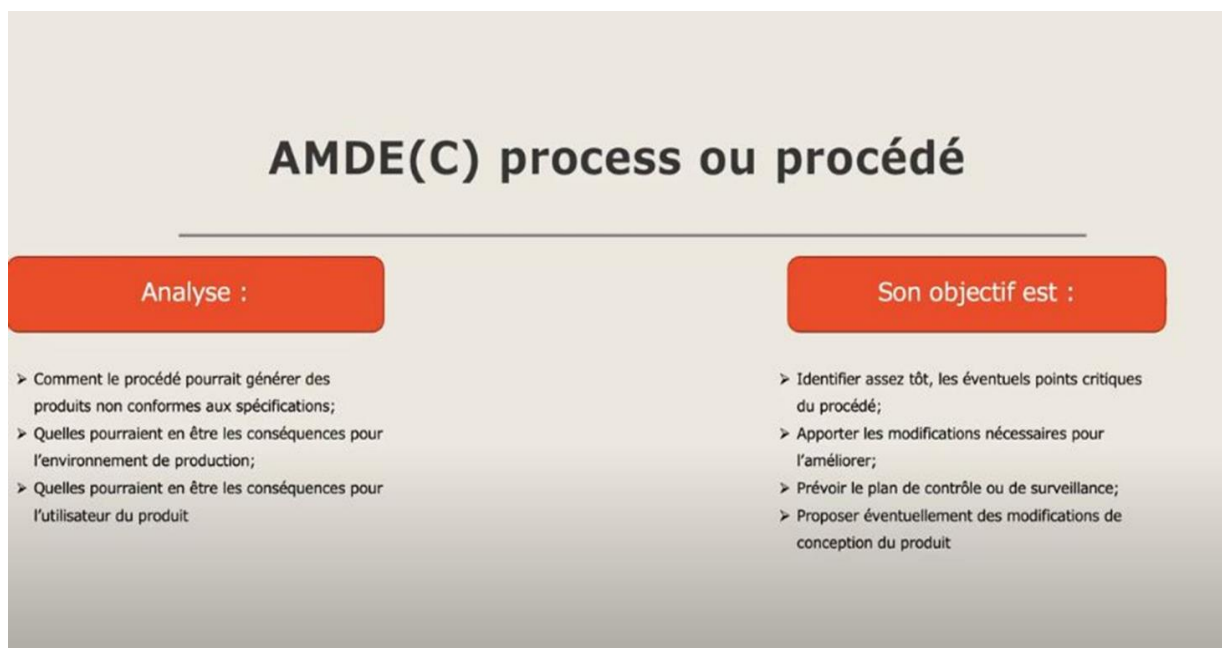 AMDE(C) process ou procédé
Analyse :
➢ Comment le procédé pourrait générer des
produits non conformes aux spécifications;
➢ Quelles pourraient en être les conséquences pour
l'environnement de production;
➢ Quelles pourraient en être les conséquences pour
l'utilisateur du produit
Son objectif est :
➢ Identifier assez tôt, les éventuels points critiques
du procédé;
➢ Apporter les modifications nécessaires pour
l'améliorer;
➢ Prévoir le plan de contrôle ou de surveillance;
➢ Proposer éventuellement des modifications de
conception du produit